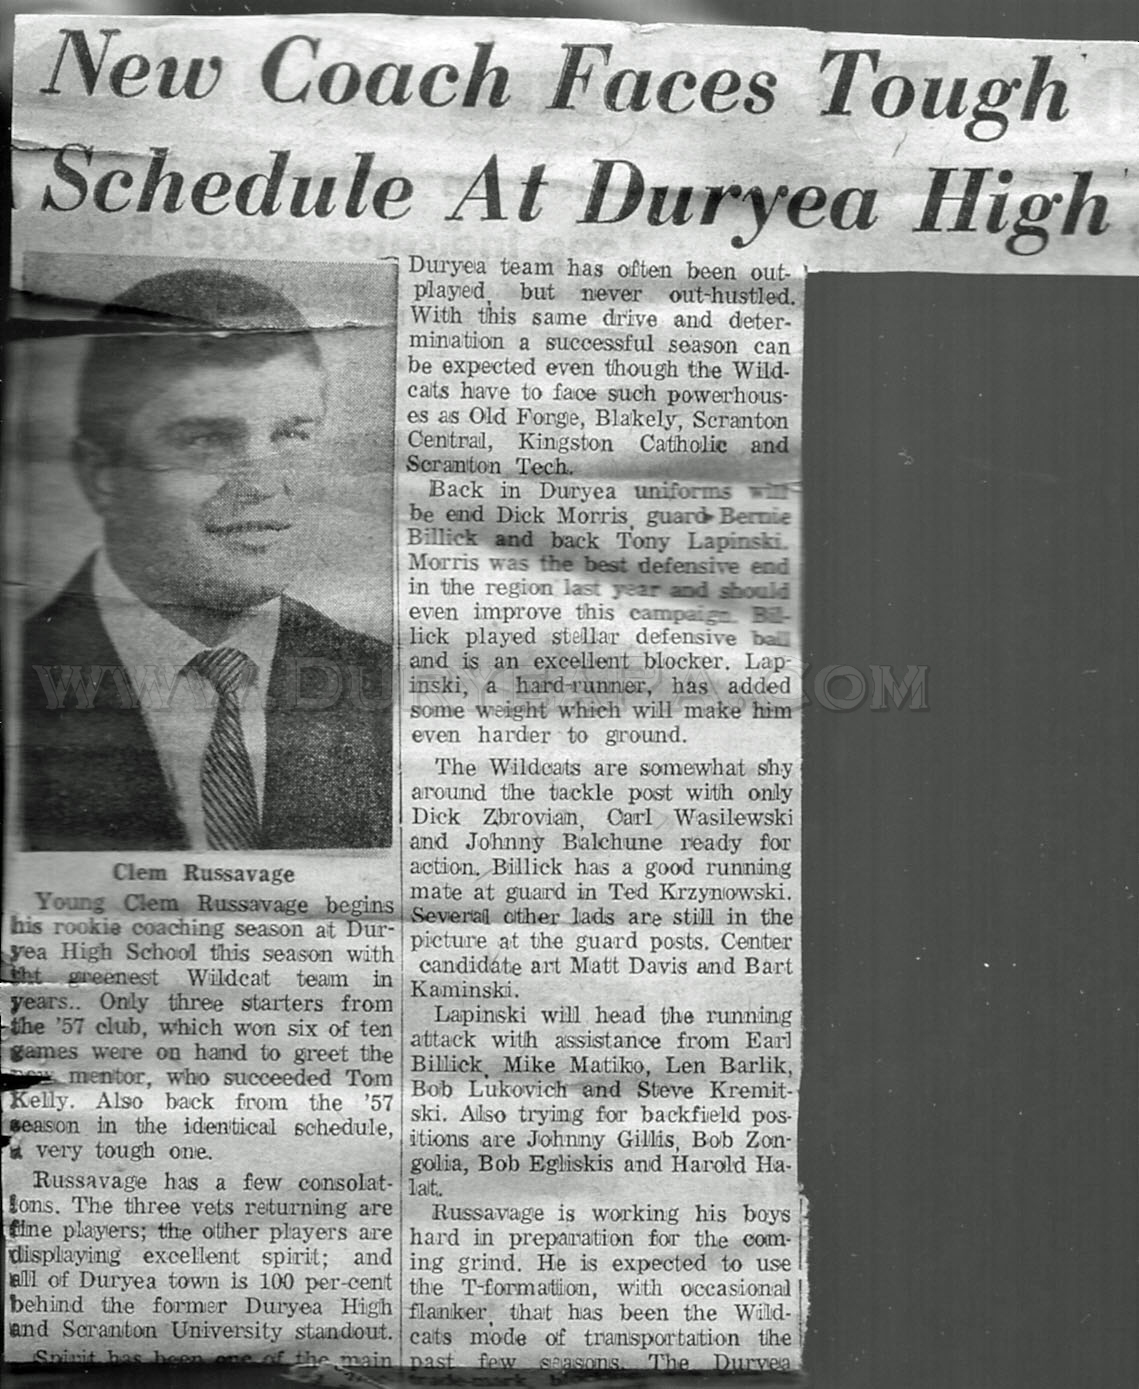 New Coach Faces Tough
Schedule At Duryea High
Clem Russavage
Young Clem Russavage begins
his rookie coaching season at Dur-
yea High School this season with
tht greenest Wildcat team in
years.. Only three starters from
the '57 club, which won six of ten
games were on hand to greet the
new mentor, who succeeded Tom
Kelly. Also back from the '57
season in the identical schedule,
a very tough one.
Russavage has a few consolat-
ions. The three vets returning are
fine players; the other players are
displaying excellent spirit; and
all of Duryea town is 100 per-cent
behind the former Duryea High
and Scranton University standout.
Spirit has been one of the main
Duryea team has often been out-
played, but never out-hustled.
With this same drive and deter-
mination a successful season can
be expected even though the Wild-
cats have to face such powerhous-
es as Old Forge, Blakely, Scranton
Central, Kingston Catholic and
Scranton Tech.
Back in Duryea uniforms will
be end Dick Morris, guard Bernie
Billick and back Tony Lapinski.
Morris was the best defensive end
in the region last year and should
even improve this campaign. Bil-
lick played stellar defensive ball
and is an excellent blocker. Lap-
inski, a hard-runner, has added
some weight which will make him
even harder to ground.
The Wildcats are somewhat shy
around the tackle post with only
Dick Zbrovian, Carl Wasilewski
and Johnny Balchune ready for
action. Billick has a good running
mate at guard in Ted Krzynowski.
Several other lads are still in the
picture at the guard posts. Center
candidate art Matt Davis and Bart
Kaminski.
Lapinski will head the running
attack with assistance from Earl
Billick, Mike Matiko, Len Barlik,
Bob Lukovich and Steve Kremit-
ski. Also trying for backfield pos-
itions are Johnny Gillis, Bob Zon-
golia, Bob Egliskis and Harold Ha-
lat.
Russavage is working his boys
hard in preparation for the com-
ing grind. He is expected to use
the T-formation, with occasional
flanker, that has been the Wild-
cats mode of transportation the
past few seasons. The Duryea
www.DuryeaPA.com